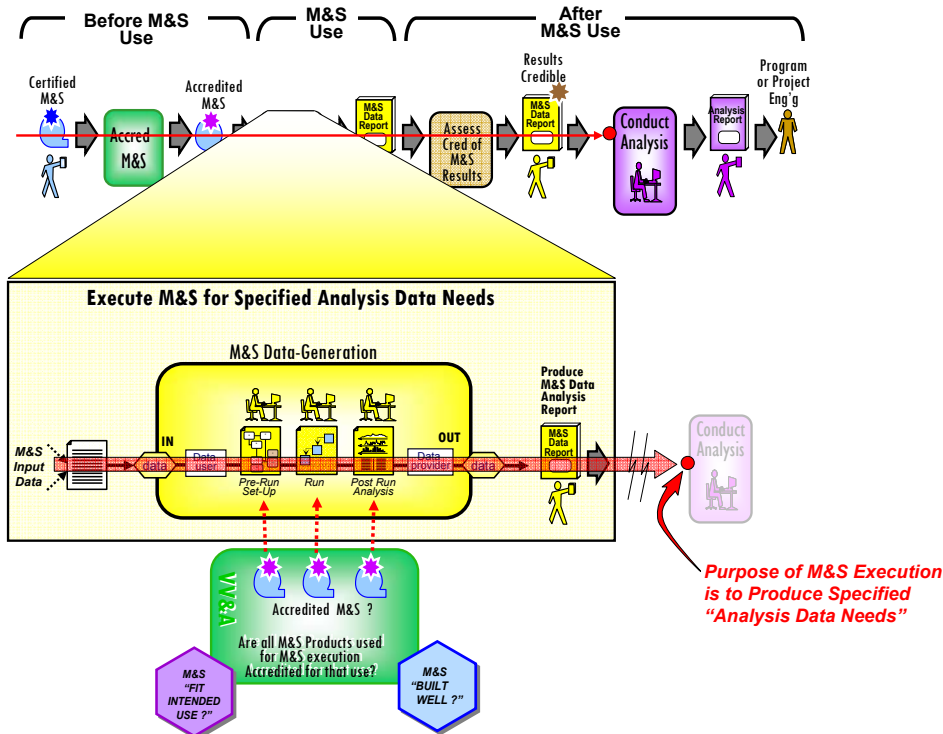 Before M&S
Use
M&S
Use
After
M&S Use
Certified
M&S
Accred
M&S
Accredited
M&S
M&S
Data
Report
Assess
Cred of
M&S
Results
Results
Credible
M&S
Data
Report
Conduct
Analysis
Analysis
Report
Program
or Project
Eng'g
Execute M&S for Specified Analysis Data Needs
M&S Data-Generation
M&S
Input
Data
IN
data
Data
user
Pre-Run
Set-Up
Run
Post Run
Analysis
OUT
Data
provider
data
Produce
M&S Data
Analysis
Report
M&S
Data
Report
Conduct
Analysis
VV&A
Accredited M&S ?
Are all M&S Products used
for M&S execution
Accredited for that use?
M&S
"FIT
INTENDED
USE ?"
M&S
"BUILT
WELL ?"
Purpose of M&S Execution
is to Produce Specified
"Analysis Data Needs"